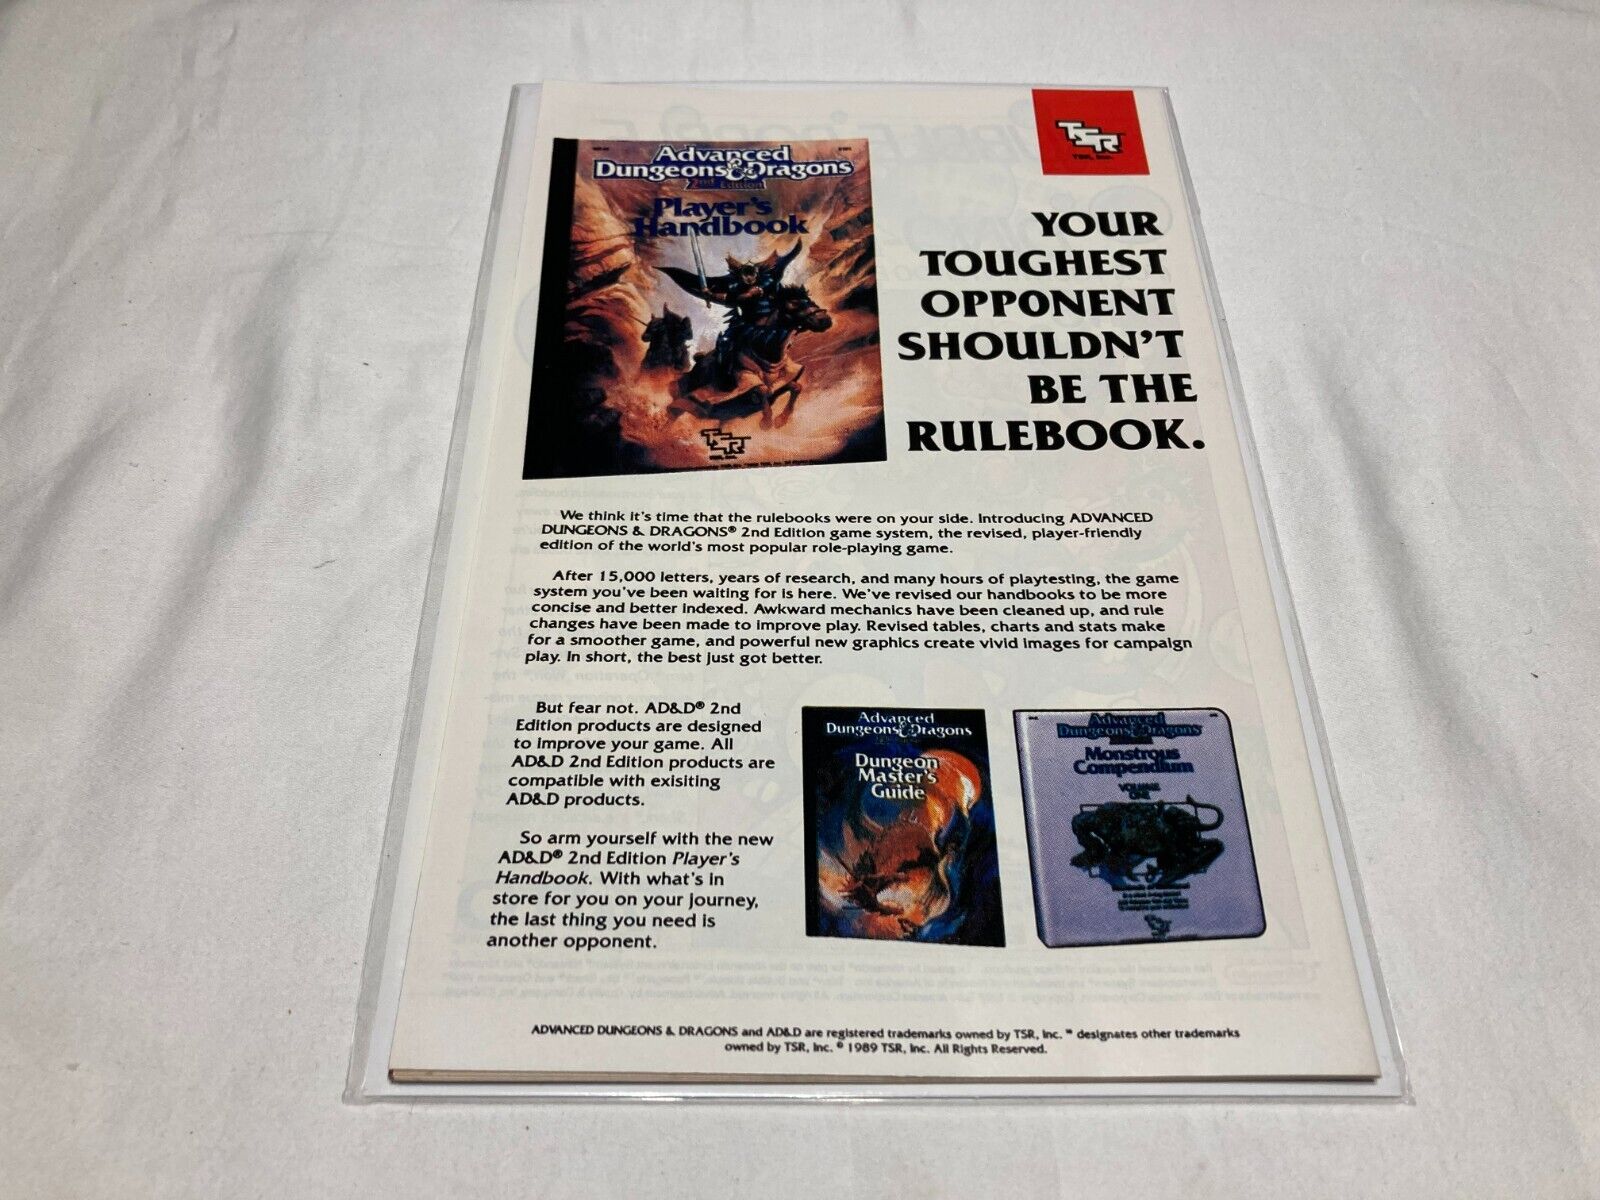 TSR
TSR, Inc.
Advanced
Dungeons & Dragons
2nd Edition
Player's
Handbook
TSR
YOUR
TOUGHEST
OPPONENT
SHOULDN'T
BE THE
RULEBOOK.
We think it's time that the rulebooks were on your side. Introducing ADVANCED
DUNGEONS & DRAGONS® 2nd Edition game system, the revised, player-friendly
edition of the world's most popular role-playing game.
After 15,000 letters, years of research, and many hours of playtesting, the game
system you've been waiting for is here. We've revised our handbooks to be more
concise and better indexed. Awkward mechanics have been cleaned up, and rule
changes have been made to improve play. Revised tables, charts and stats make
for a smoother game, and powerful new graphics create vivid images for campaign
play. In short, the best just got better.
But fear not. AD&D® 2nd
Edition products are designed
to improve your game. All
AD&D 2nd Edition products are
compatible with exisiting
AD&D products.
So arm yourself with the new
AD&D® 2nd Edition Player's
Handbook. With what's in
store for you on your journey,
the last thing you need is
another opponent.
Advanced
Dungeons & Dragons
Dungeon
Master's
Guide
Advanced
Dungeons & Dragons
Monstrous
Compendium
VOLUME
ONE
TSR
ADVANCED DUNGEONS & DRAGONS and AD&D are registered trademarks owned by TSR, Inc. ™ designates other trademarks
owned by TSR, Inc. © 1989 TSR, Inc. All Rights Reserved.